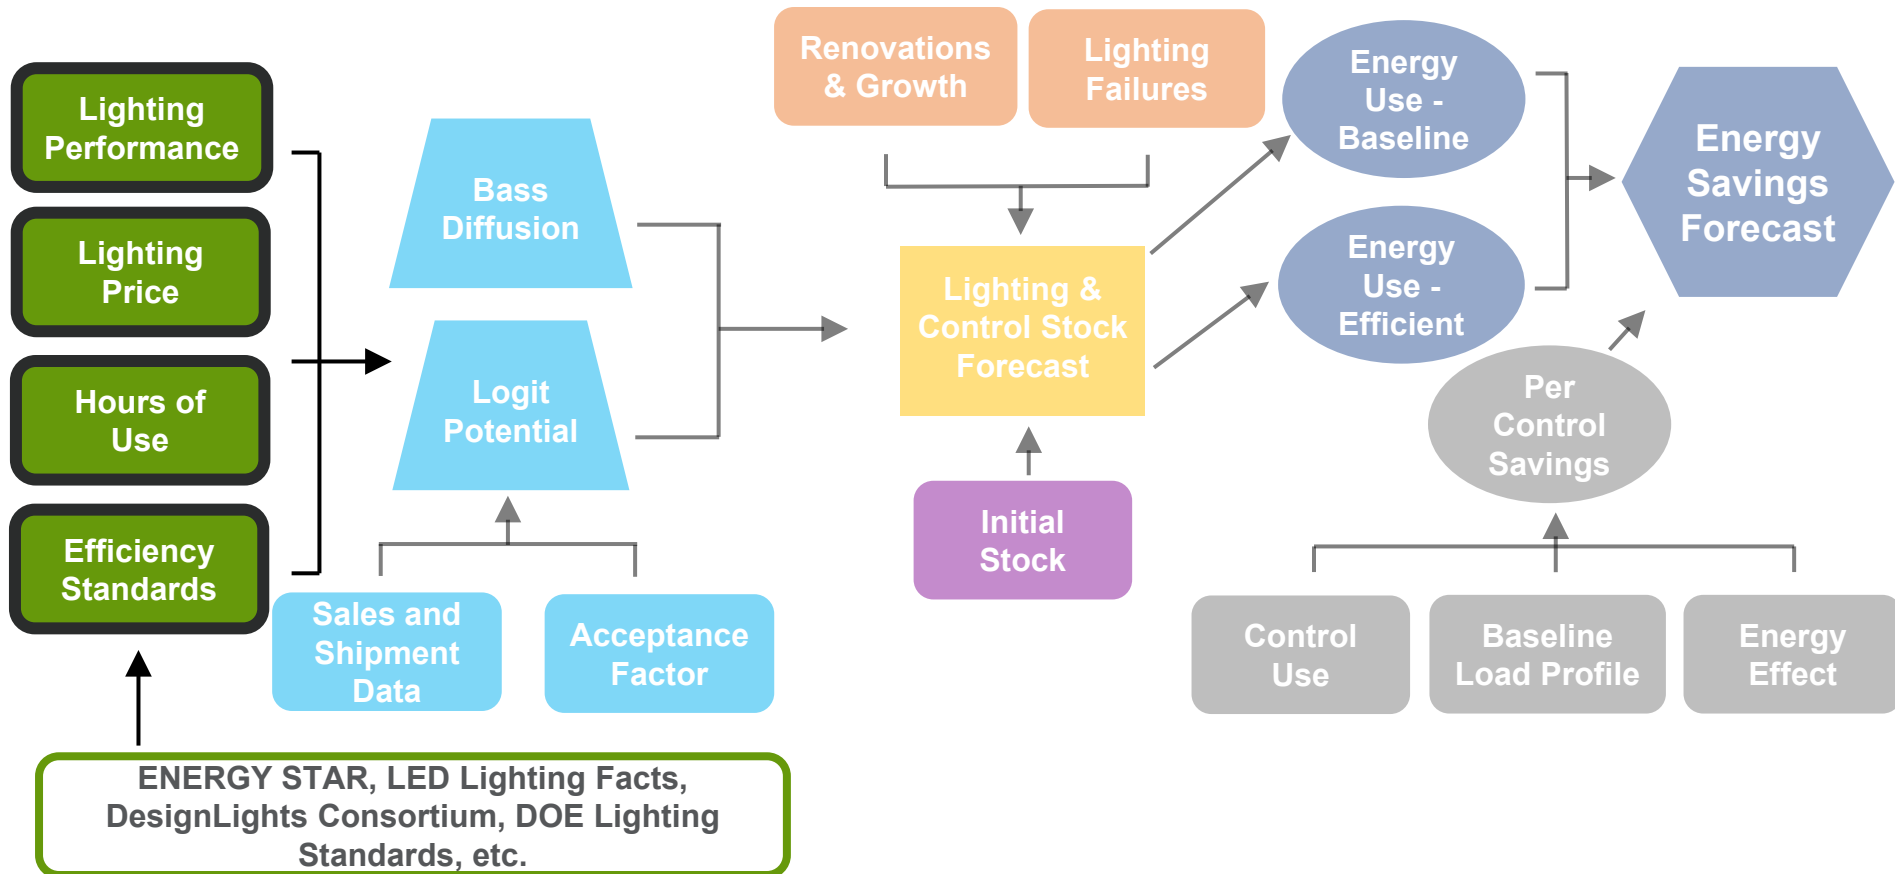 Lighting
Performance
Lighting
Price
Hours of
Use
Efficiency
Standards
Bass
Diffusion
Logit
Potential
Sales and
Shipment
Data
Acceptance
Factor
ENERGY STAR, LED Lighting Facts,
DesignLights Consortium, DOE Lighting
Standards, etc.
Renovations
& Growth
Lighting
Failures
Lighting &
Control Stock
Forecast
Initial
Stock
Energy
Use -
Baseline
Energy
Use -
Efficient
Energy
Savings
Forecast
Per
Control
Savings
Control
Use
Baseline
Load Profile
Energy
Effect